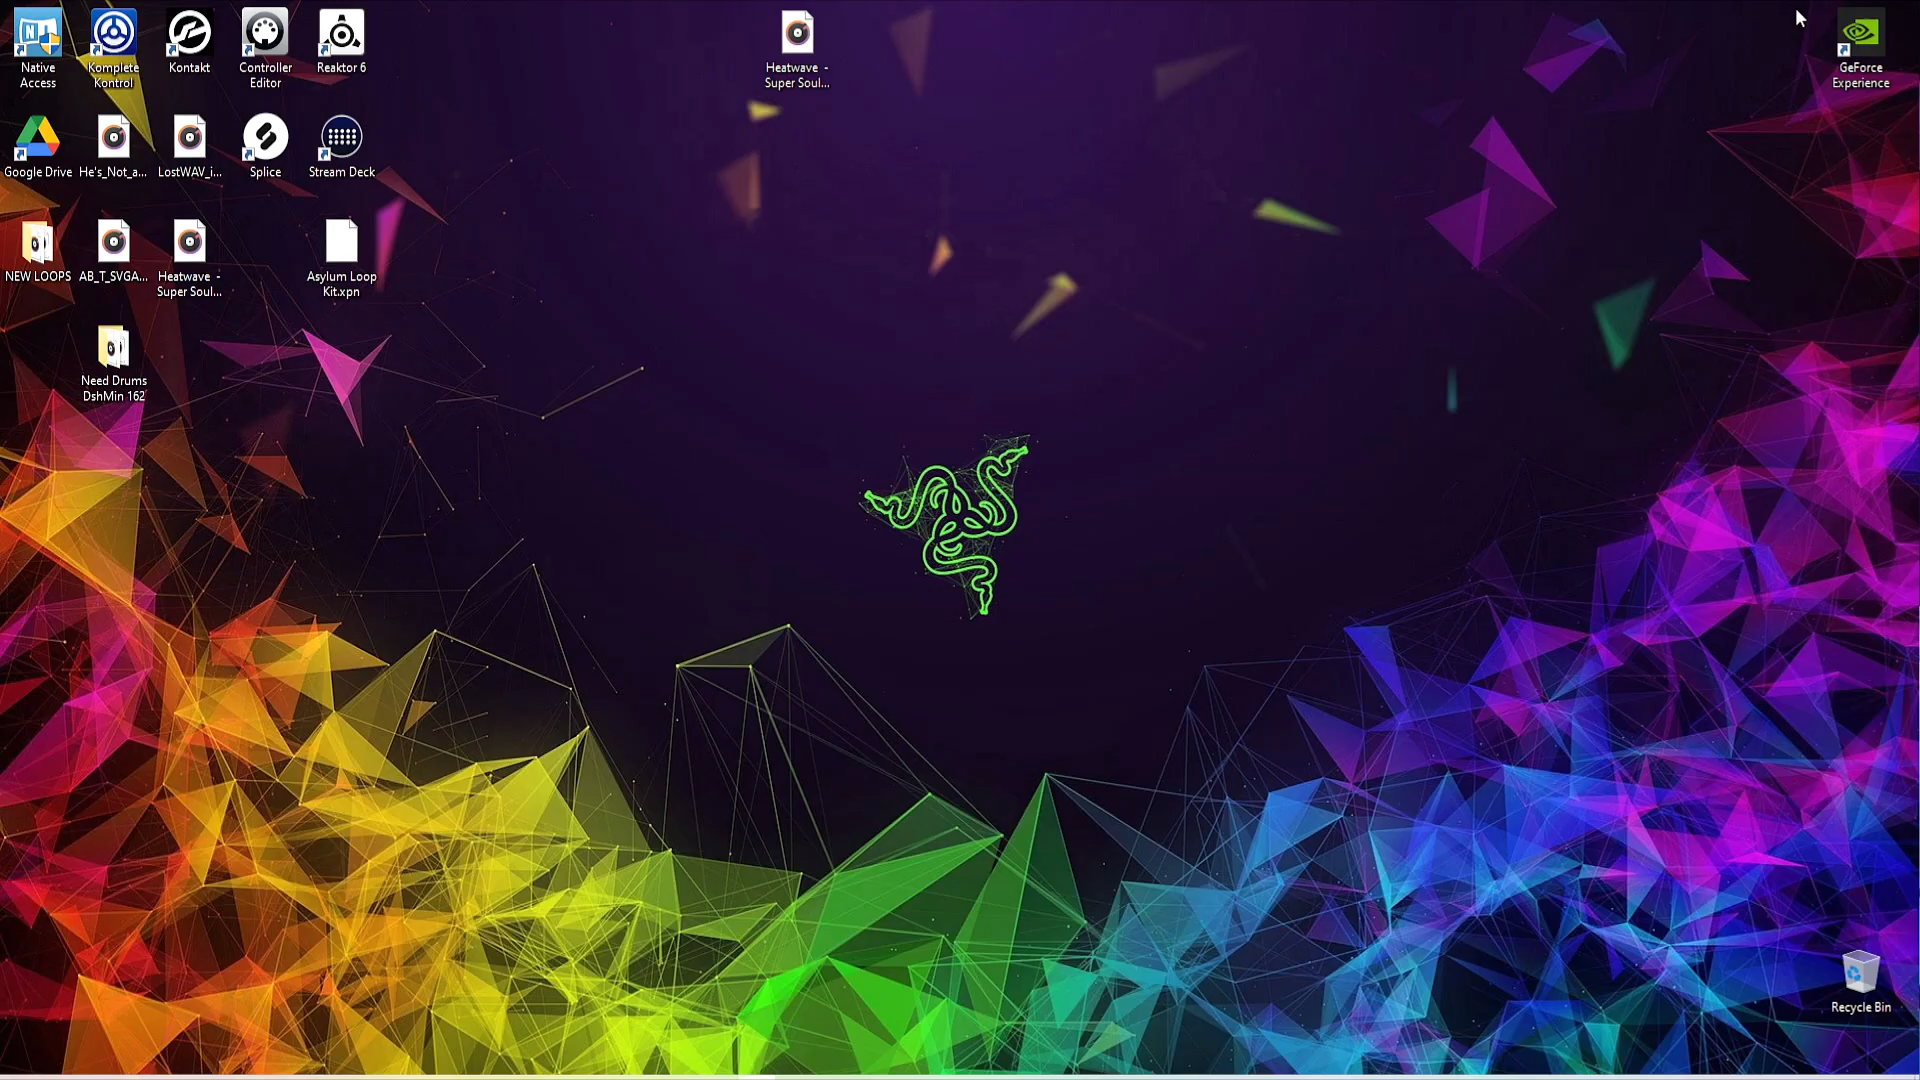 Native
Access
Komplete
Kontrol
Kontakt
Controller
Editor
Reaktor 6
Heatwave -
Super Soul...
GeForce
Experience
Google Drive
He's_Not_a...
LostWAV_i...
Splice
Stream Deck
NEW LOOPS
AB_T_SVGA...
Heatwave -
Super Soul...
Asylum Loop
Kit.xpn
Need Drums
DshMin 162
Recycle Bin